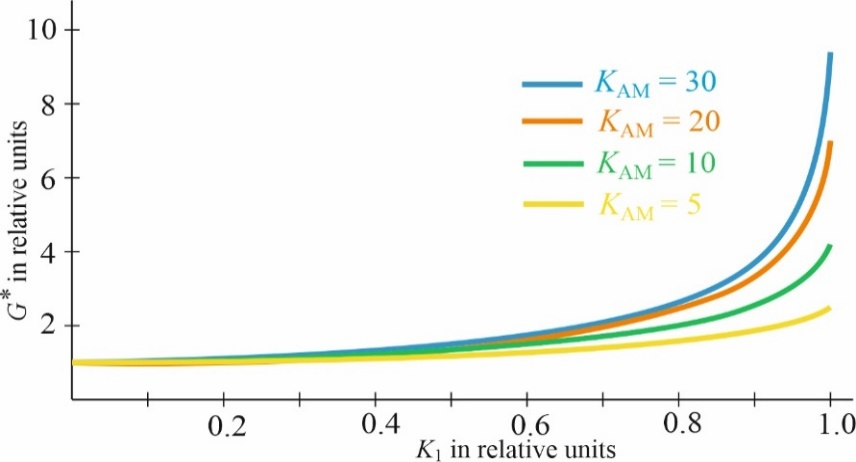 10
8
6
4
2
G* in relative units
K_AM = 30
K_AM = 20
K_AM = 10
K_AM = 5
0.2 0.4 0.6 0.8 1.0
K₁ in relative units